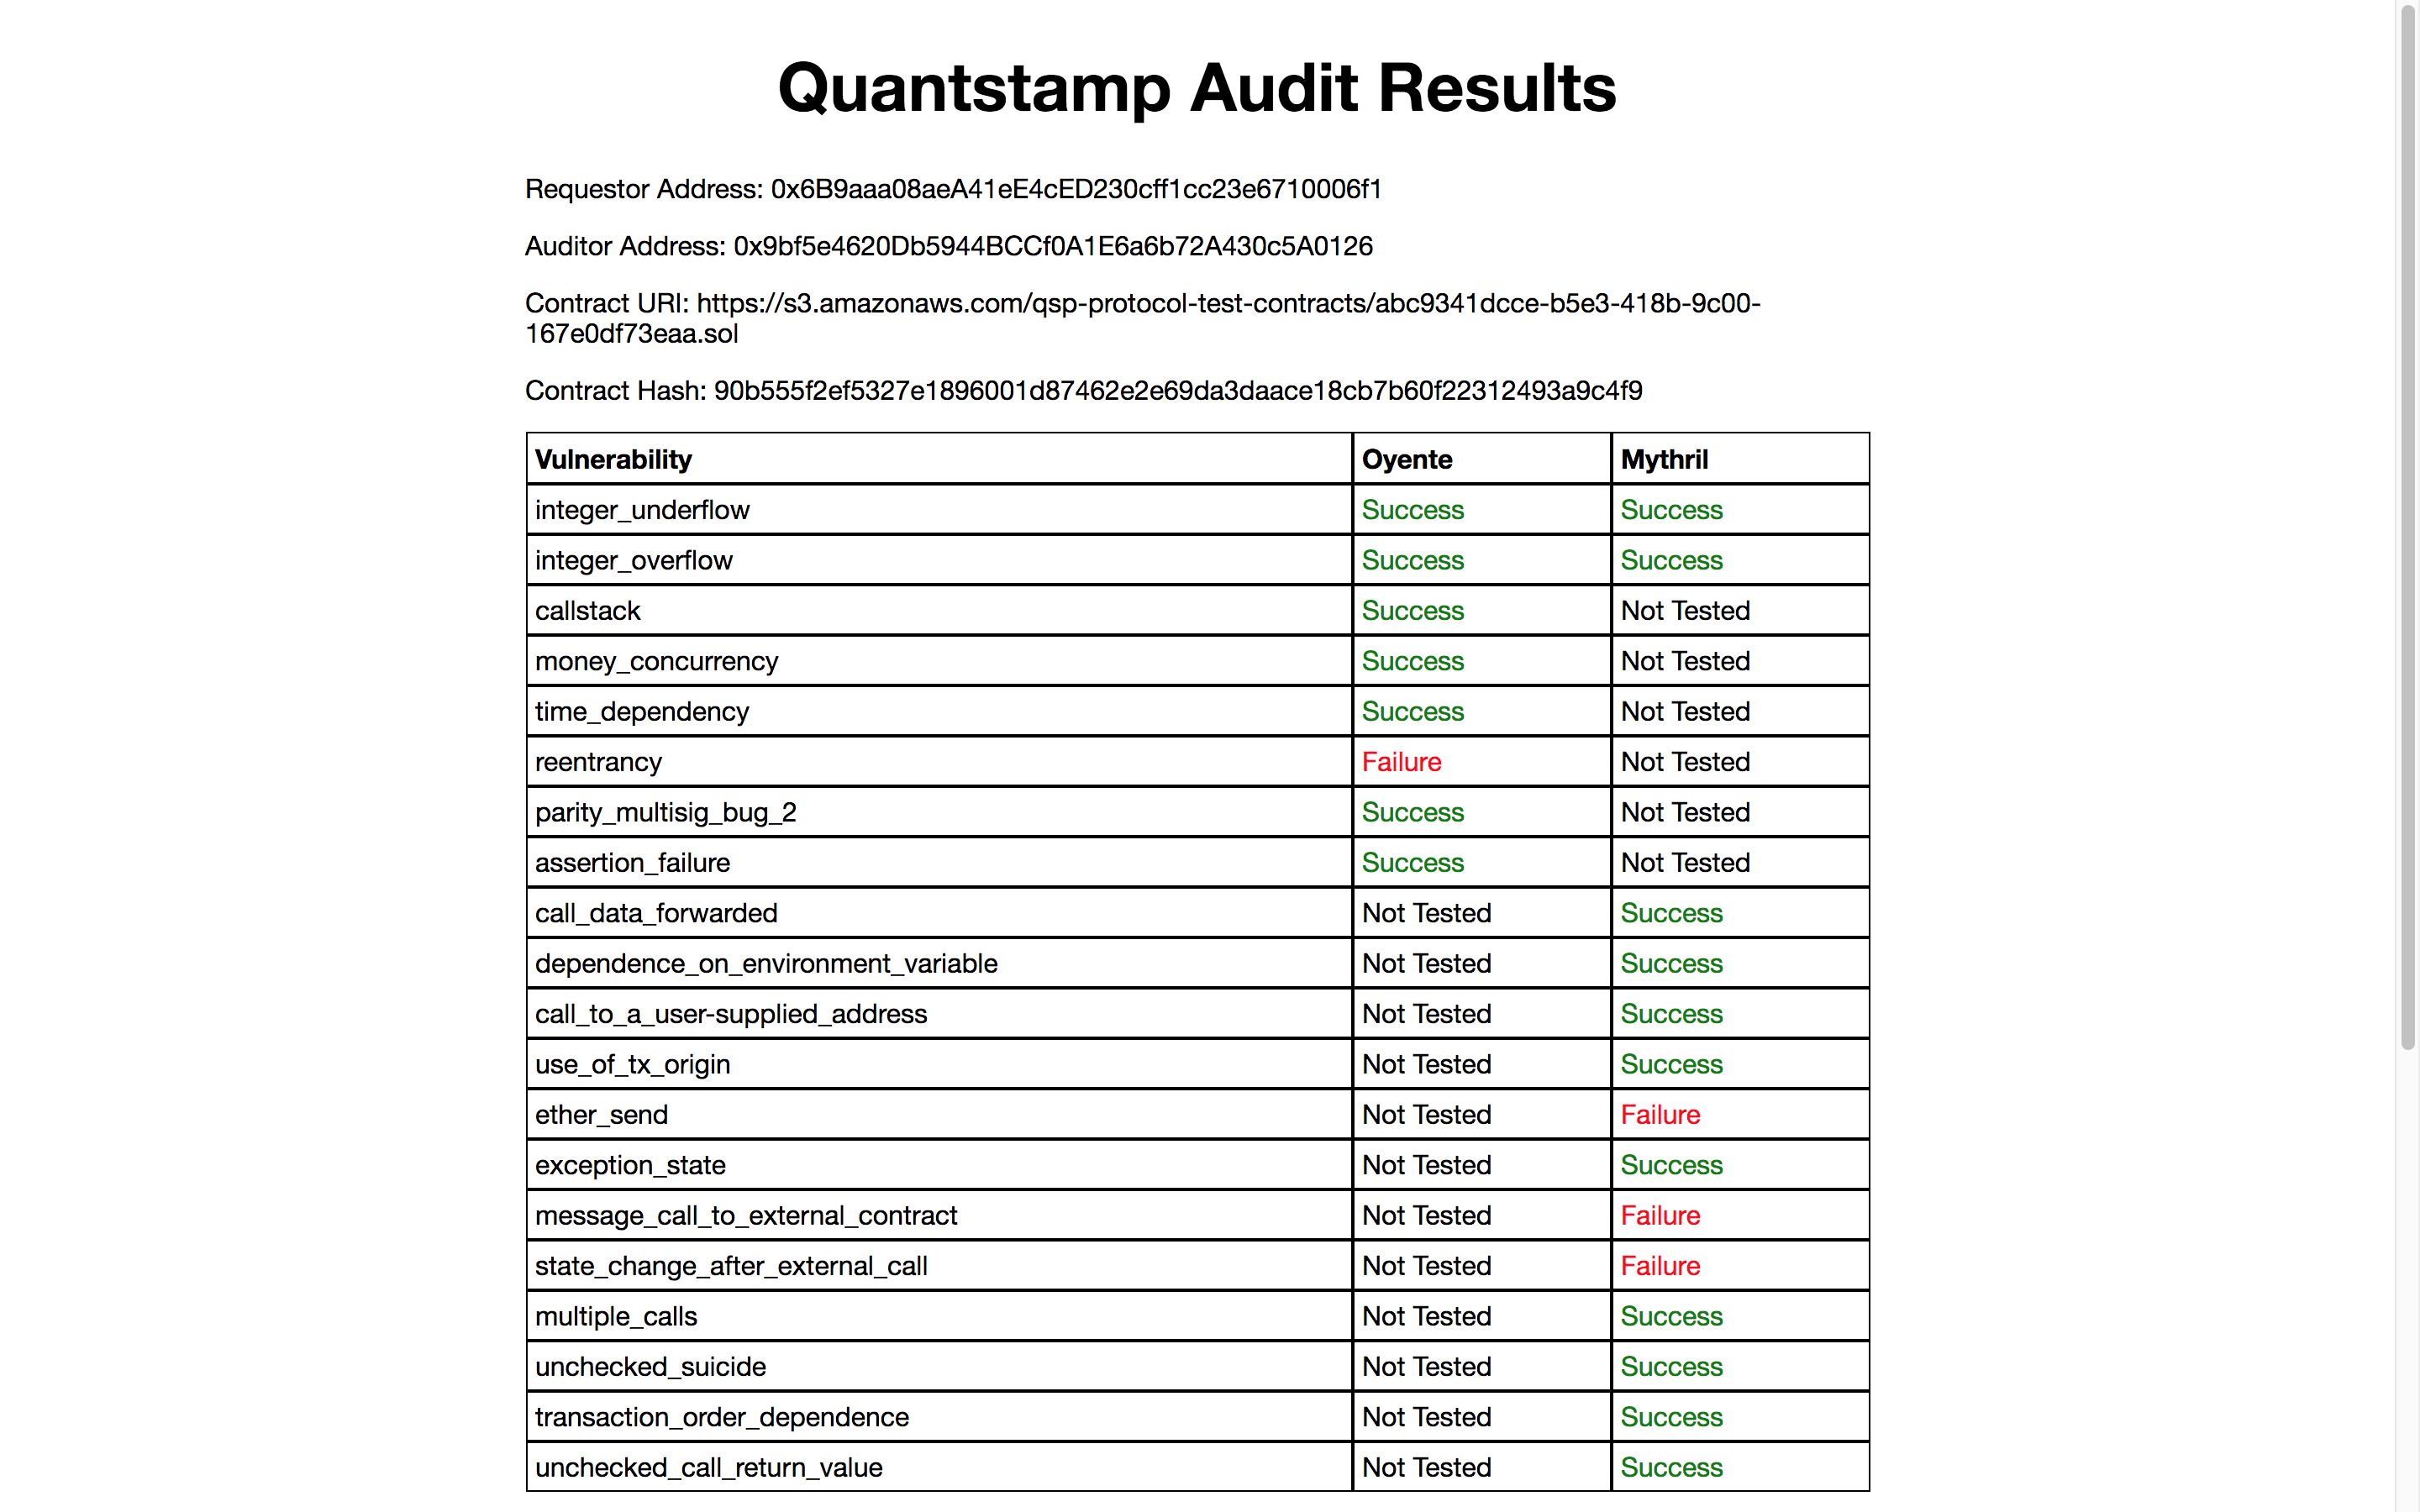 Quantstamp Audit Results
Requestor Address: 0x6B9aaa08aeA41eE4cED230cff1cc23e6710006f1
Auditor Address: 0x9bf5e4620Db5944BCCf0A1E6a6b72A430c5A0126
Contract URI: https://s3.amazonaws.com/qsp-protocol-test-contracts/abc9341dcce-b5e3-418b-9c00-
167e0df73eaa.sol
Contract Hash: 90b555f2ef5327e1896001d87462e2e69da3daace18cb7b60f22312493a9c4f9
Vulnerability Oyente Mythril
integer_underflow Success Success
integer_overflow Success Success
callstack Success Not Tested
money_concurrency Success Not Tested
time_dependency Success Not Tested
reentrancy Failure Not Tested
parity_multisig_bug_2 Success Not Tested
assertion_failure Success Not Tested
call_data_forwarded Not Tested Success
dependence_on_environment_variable Not Tested Success
call_to_a_user-supplied_address Not Tested Success
use_of_tx_origin Not Tested Success
ether_send Not Tested Failure
exception_state Not Tested Success
message_call_to_external_contract Not Tested Failure
state_change_after_external_call Not Tested Failure
multiple_calls Not Tested Success
unchecked_suicide Not Tested Success
transaction_order_dependence Not Tested Success
unchecked_call_return_value Not Tested Success